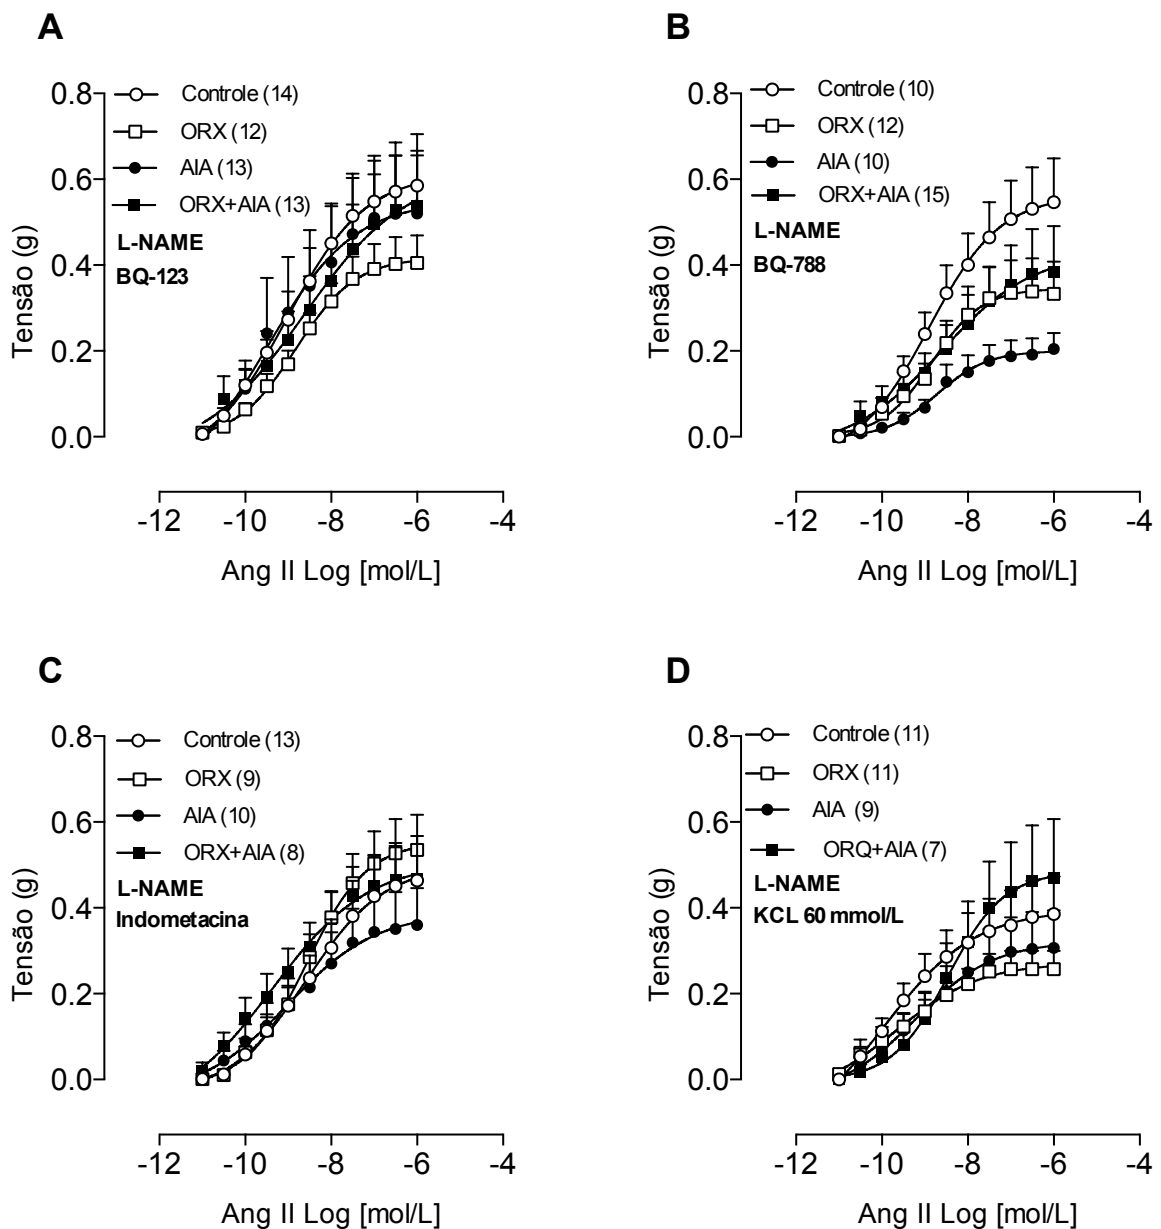 A
0.8
0.6
0.4
0.2
0.0
Tensão (g)
Controle (14)
ORX (12)
AIA (13)
ORX+AIA (13)
L-NAME
BQ-123
-12 -10 -8 -6 -4
Ang II Log [mol/L]
B
0.8
0.6
0.4
0.2
0.0
Tensão (g)
Controle (10)
ORX (12)
AIA (10)
ORX+AIA (15)
L-NAME
BQ-788
-12 -10 -8 -6 -4
Ang II Log [mol/L]
C
0.8
0.6
0.4
0.2
0.0
Tensão (g)
Controle (13)
ORX (9)
AIA (10)
ORX+AIA (8)
L-NAME
Indometacina
-12 -10 -8 -6 -4
Ang II Log [mol/L]
D
0.8
0.6
0.4
0.2
0.0
Tensão (g)
Controle (11)
ORX (11)
AIA (9)
ORQ+AIA (7)
L-NAME
KCL 60 mmol/L
-12 -10 -8 -6 -4
Ang II Log [mol/L]